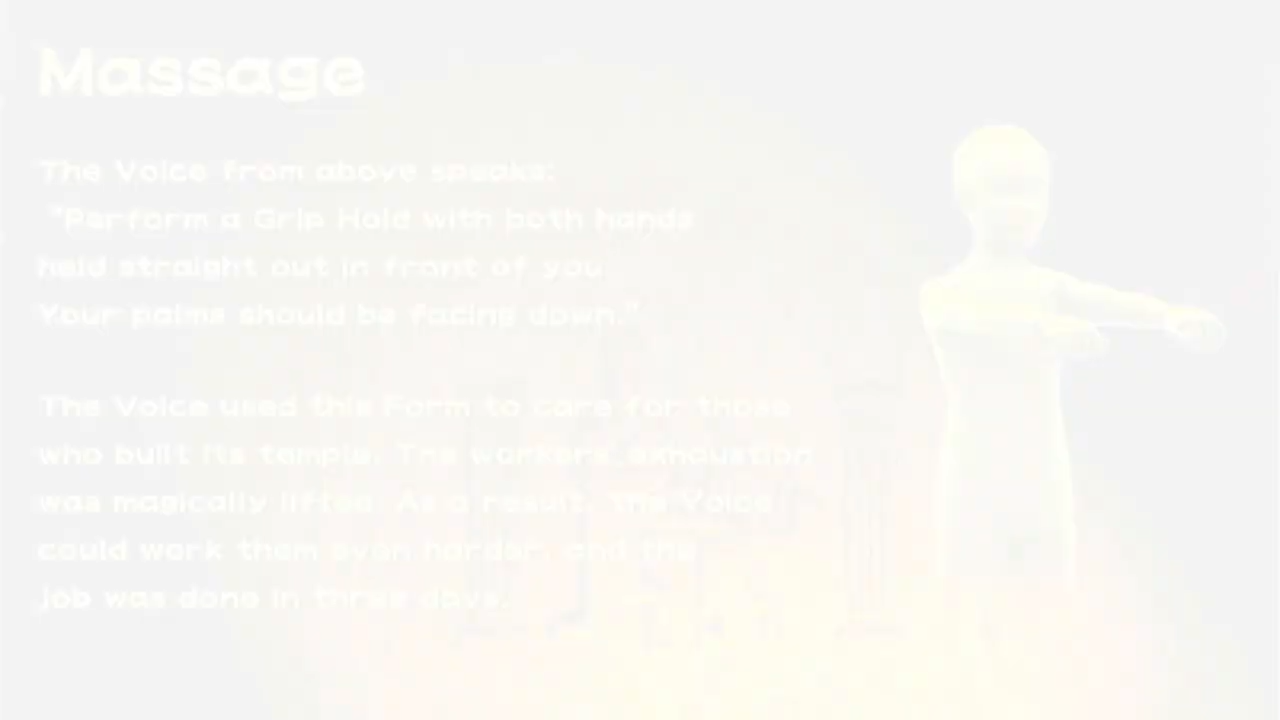 Massage
The Voice from above speaks:
"Perform a Grip Hold with both hands
held straight out in front of you.
Your palms should be facing down."
The Voice used this Form to care for those
who built its temple. The workers' exhaustion
was magically lifted. As a result, the Voice
could work them even harder, and the
job was done in three days.